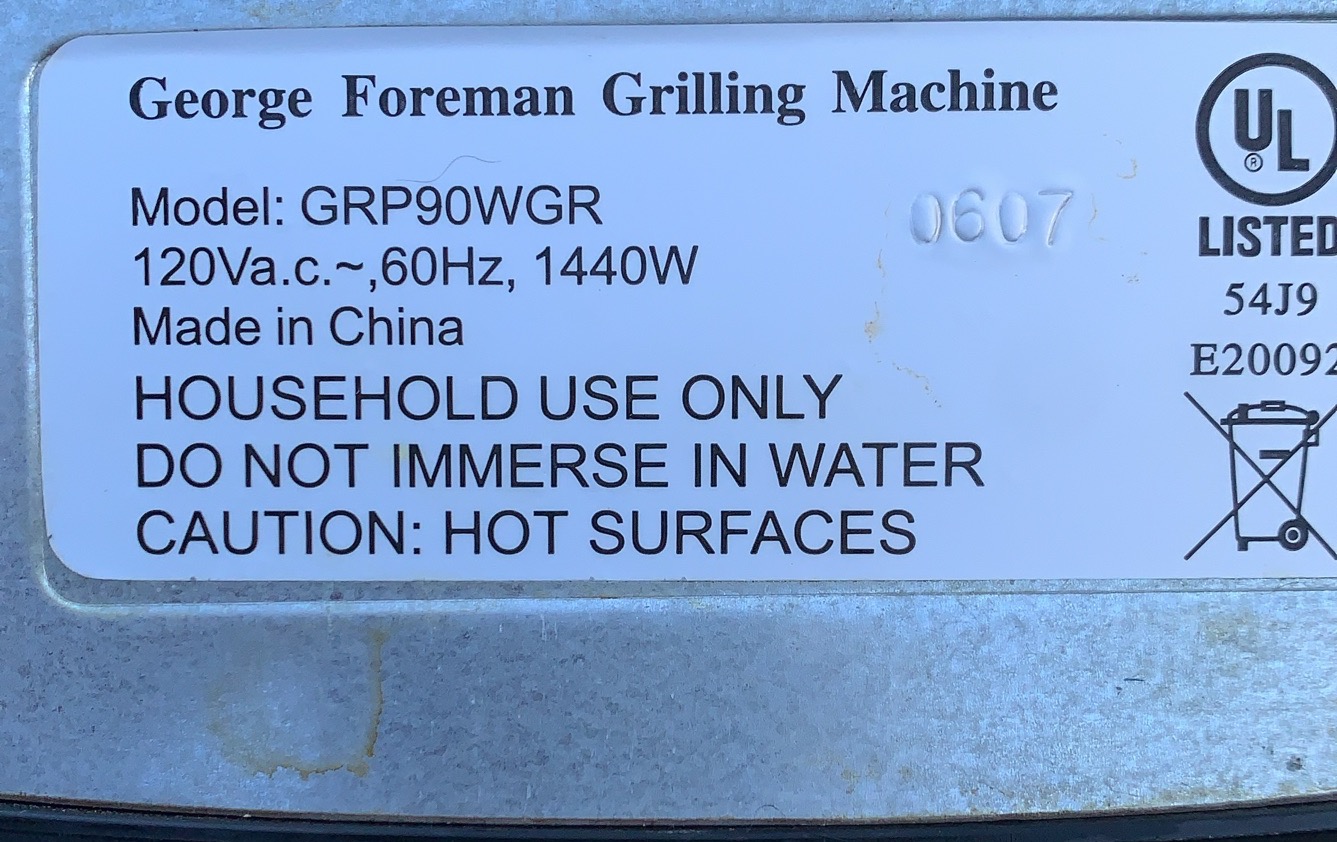 George Foreman Grilling Machine
Model: GRP90WGR
120Va.c.~,60Hz, 1440W
Made in China
HOUSEHOLD USE ONLY
DO NOT IMMERSE IN WATER
CAUTION: HOT SURFACES
0607
UL
®
LISTED
54J9
E20092